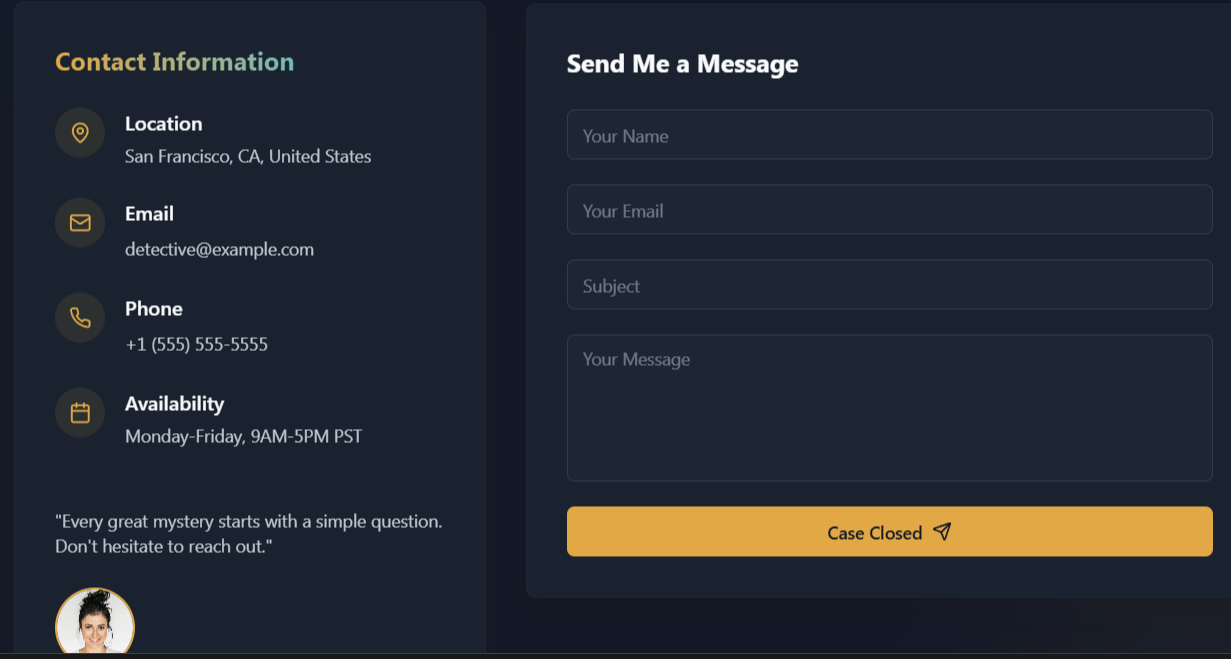 Contact Information
Location
San Francisco, CA, United States
Email
detective@example.com
Phone
+1 (555) 555-5555
Availability
Monday-Friday, 9AM-5PM PST
"Every great mystery starts with a simple question.
Don't hesitate to reach out."
Send Me a Message
Your Name
Your Email
Subject
Your Message
Case Closed